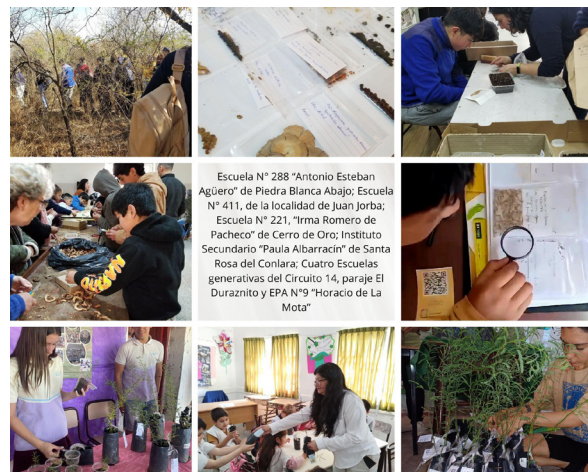 Escuela N° 288 "Antonio Esteban
Agüero" de Piedra Blanca Abajo; Escuela
N° 411, de la localidad de Juan Jorba;
Escuela N° 221, "Irma Romero de
Pacheco" de Cerro de Oro; Instituto
Secundario "Paula Albarracín" de Santa
Rosa del Conlara; Cuatro Escuelas
generativas del Circuito 14, paraje El
Duraznito y EPA N°9 "Horacio de La
Mota"